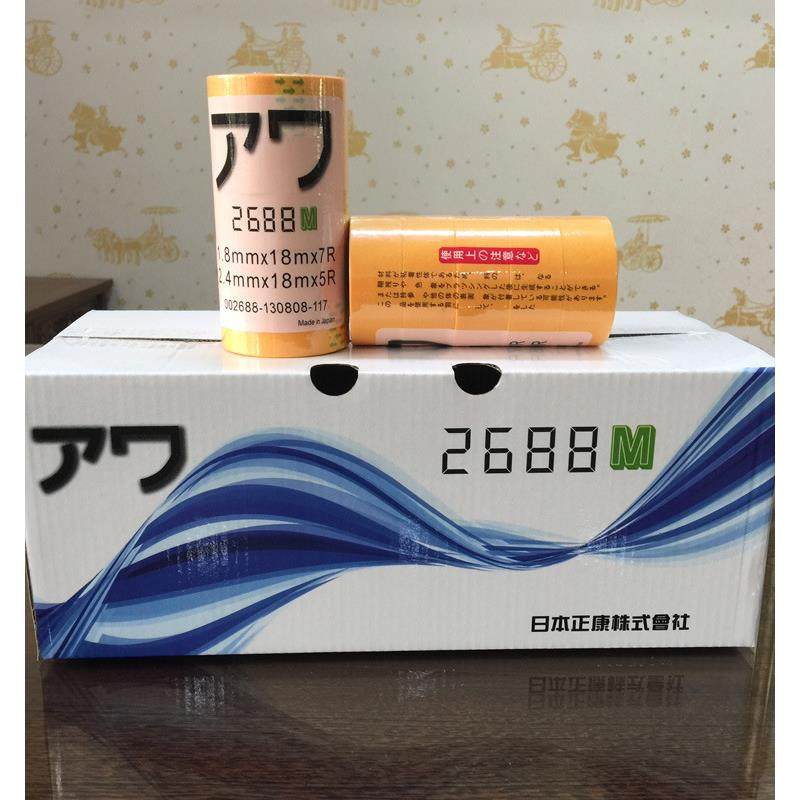 アワ
2688M
1.8mmx18mx7R
2.4mmx18mx5R
002688-130808-117
Made in Japan
使用上の注意など
アワ
2688M
日本正康株式會社